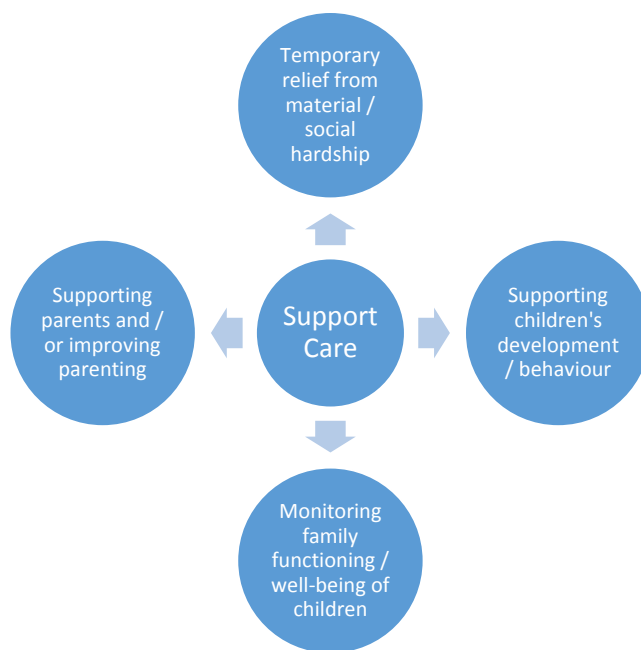 Temporary
relief from
material /
social
hardship
Supporting
parents and /
or improving
parenting
Support
Care
Supporting
children's
development
/ behaviour
Monitoring
family
functioning /
well-being of
children